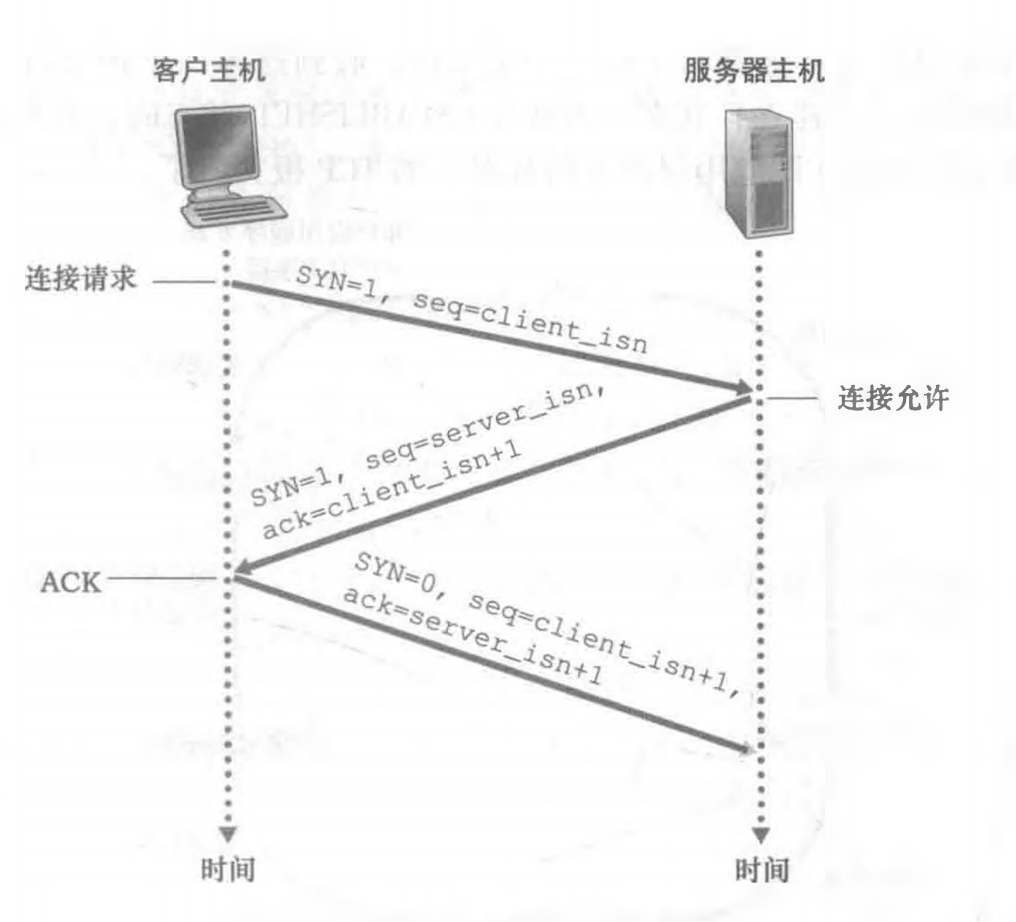 客户主机
服务器主机
连接请求
SYN=1, seq=client_isn
连接允许
SYN=1, seq=server_isn,
ack=client_isn+1
ACK
SYN=0, seq=client_isn+1,
ack=server_isn+1
时间
时间